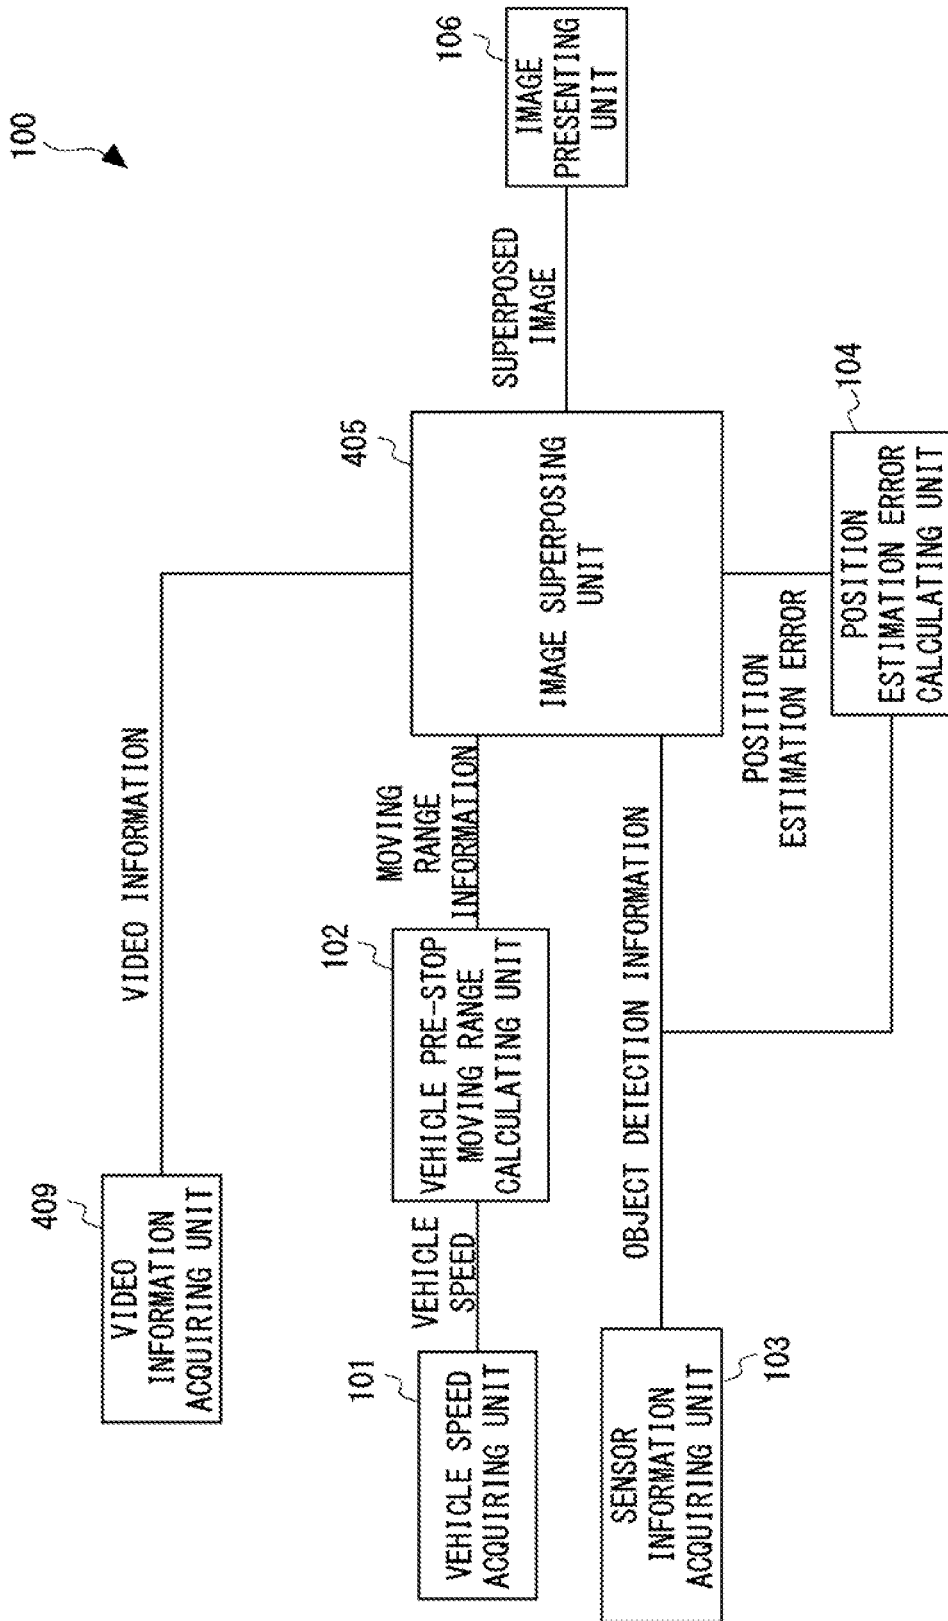 100
409
VIDEO
INFORMATION
ACQUIRING UNIT
VIDEO INFORMATION
101
VEHICLE SPEED
ACQUIRING UNIT
VEHICLE
SPEED
102
VEHICLE PRE-STOP
MOVING RANGE
CALCULATING UNIT
MOVING
RANGE
INFORMATION
405
IMAGE SUPERPOSING
UNIT
SUPERPOSED
IMAGE
106
IMAGE
PRESENTING
UNIT
SENSOR
INFORMATION
ACQUIRING UNIT
103
OBJECT DETECTION INFORMATION
POSITION
ESTIMATION ERROR
104
POSITION
ESTIMATION ERROR
CALCULATING UNIT